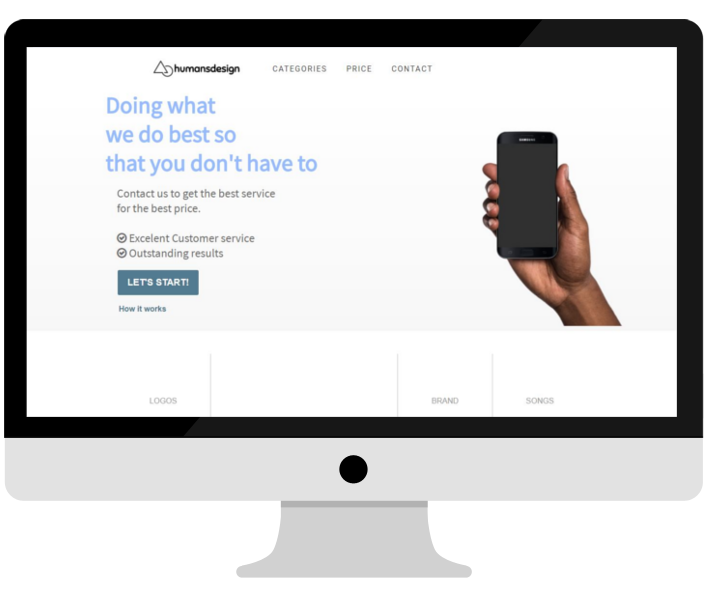 humansdesign
CATEGORIES PRICE CONTACT
Doing what
we do best so
that you don't have to
Contact us to get the best service
for the best price.
Excelent Customer service
Outstanding results
LET'S START!
How it works
SAMSUNG
LOGOS
BRAND
SONGS